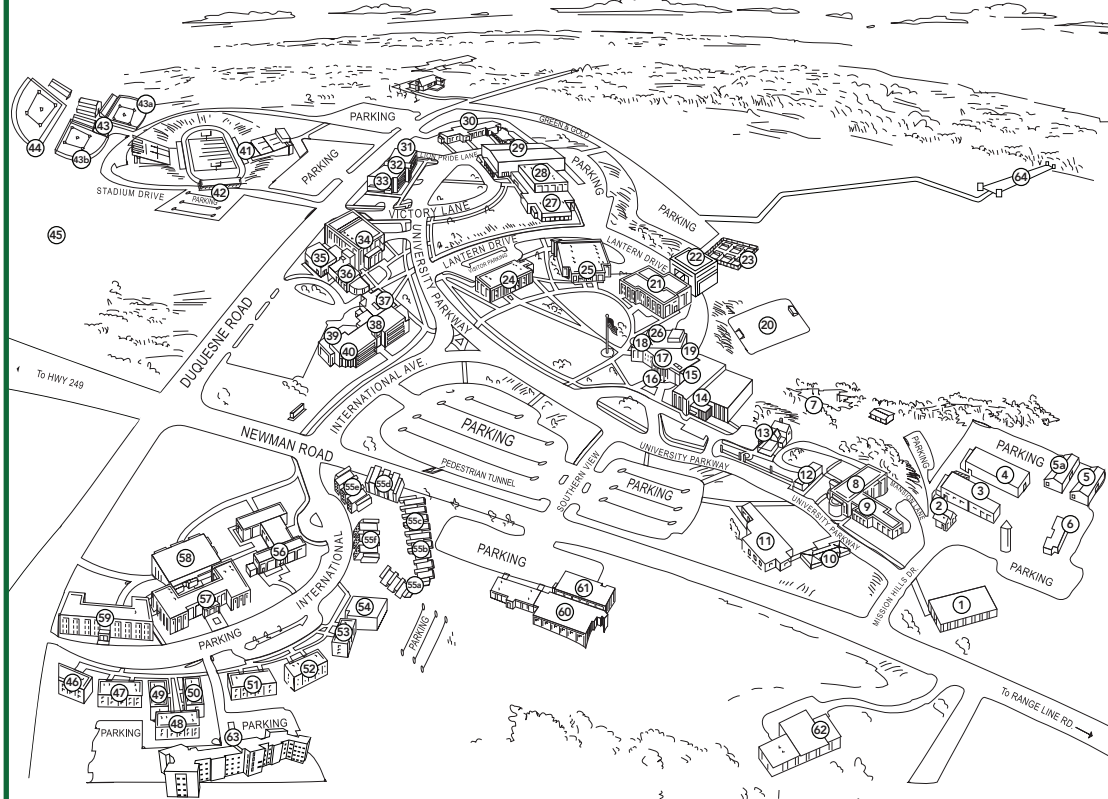 PARKING
GREEN & GOLD
43a
30
43
44
41
29
31
LION PRIDE LANE
43b
32
28
PARKING
PARKING
33
64
42
STADIUM DRIVE
PARKING
27
VICTORY LANE
PARKING
45
34
UNIVERSITY PARKWAY
LANTERN DRIVE
LANTERN DRIVE
35
VISITOR PARKING
22
23
36
25
24
21
37
DUQUESNE ROAD
38
20
39
26
18
19
40
17
To HWY 249
15
16
INTERNATIONAL AVE.
14
7
PARKING
13
NEWMAN ROAD
PARKING
PARKING
UNIVERSITY PARKWAY
PEDESTRIAN TUNNEL
5a
4
5
12
SOUTHERN VIEW
8
55e
55d
PARKING
3
UNIVERSITY PARKWAY
9
2
55c
6
55f
11
58
56
55b
PARKING
10
INTERNATIONAL
PARKING
55a
61
57
MISSION HILLS DR.
1
54
60
59
53
PARKING
PARKING
52
46
47
49
50
51
To RANGE LINE RD.
48
PARKING
PARKING
62
63